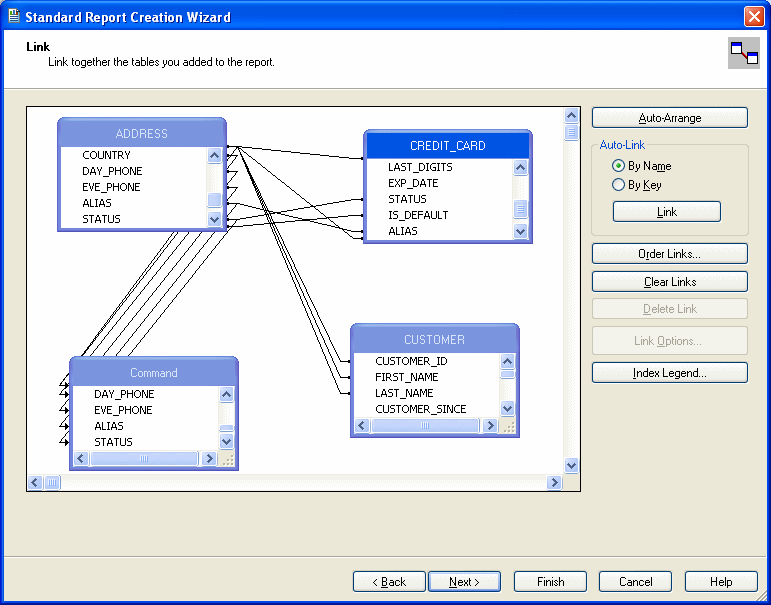 Standard Report Creation Wizard
Link
Link together the tables you added to the report.
ADDRESS
COUNTRY
DAY_PHONE
EVE_PHONE
ALIAS
STATUS
CREDIT_CARD
LAST_DIGITS
EXP_DATE
STATUS
IS_DEFAULT
ALIAS
Command
DAY_PHONE
EVE_PHONE
ALIAS
STATUS
CUSTOMER
CUSTOMER_ID
FIRST_NAME
LAST_NAME
CUSTOMER_SINCE
Auto-Arrange
Auto-Link
By Name
By Key
Link
Order Links...
Clear Links
Delete Link
Link Options...
Index Legend...
< Back
Next >
Finish
Cancel
Help